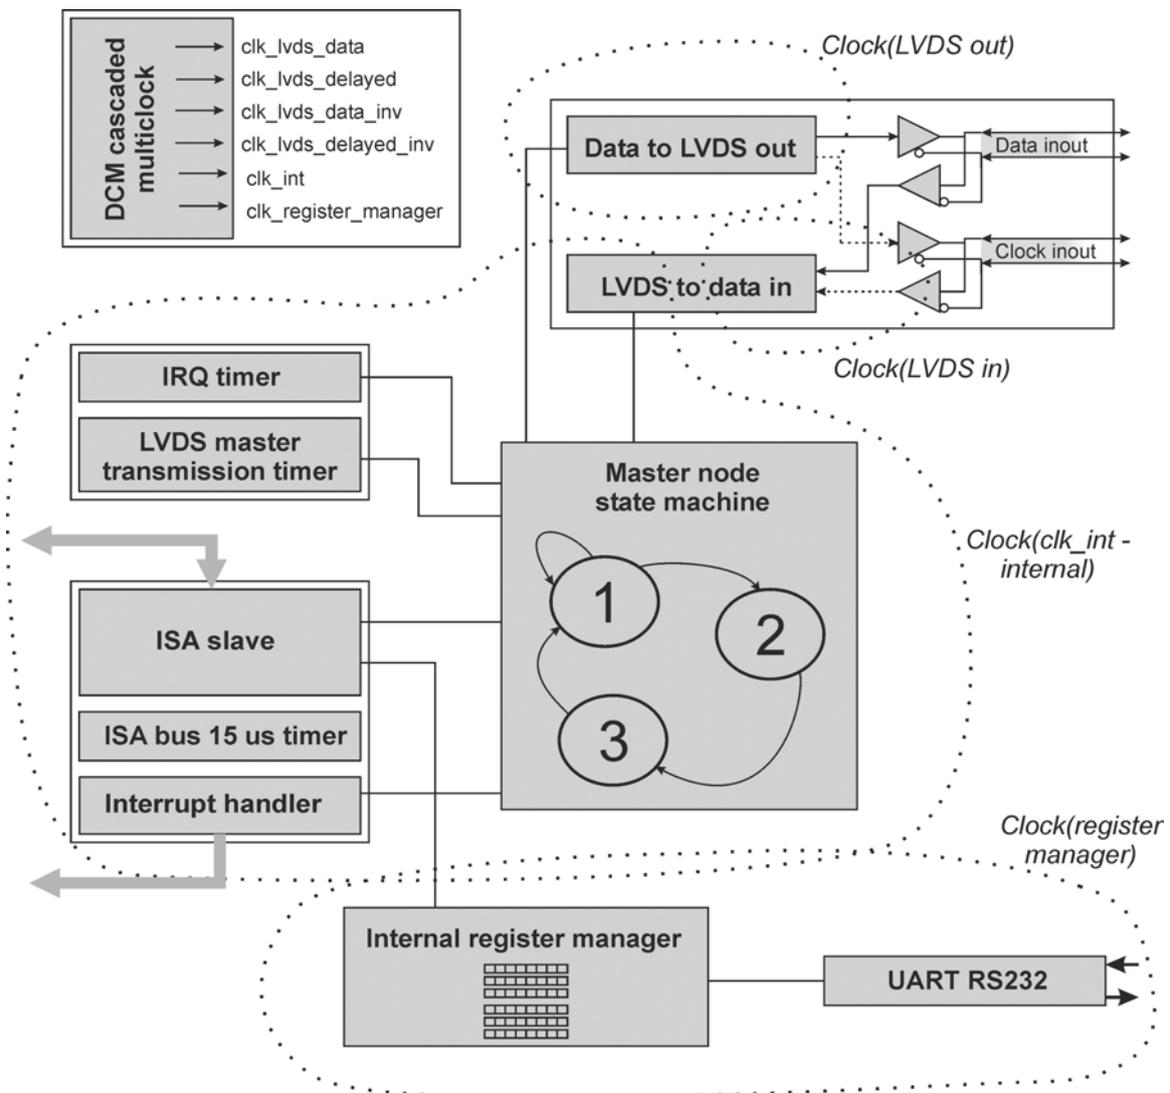 DCM cascaded
multiclock
clk_lvds_data
clk_lvds_delayed
clk_lvds_data_inv
clk_lvds_delayed_inv
clk_int
clk_register_manager
Clock(LVDS out)
Data to LVDS out
Data inout
Clock inout
LVDS to data in
Clock(LVDS in)
IRQ timer
LVDS master
transmission timer
Master node
state machine
1
2
3
Clock(clk_int -
internal)
ISA slave
ISA bus 15 us timer
Interrupt handler
Clock(register
manager)
Internal register manager
UART RS232